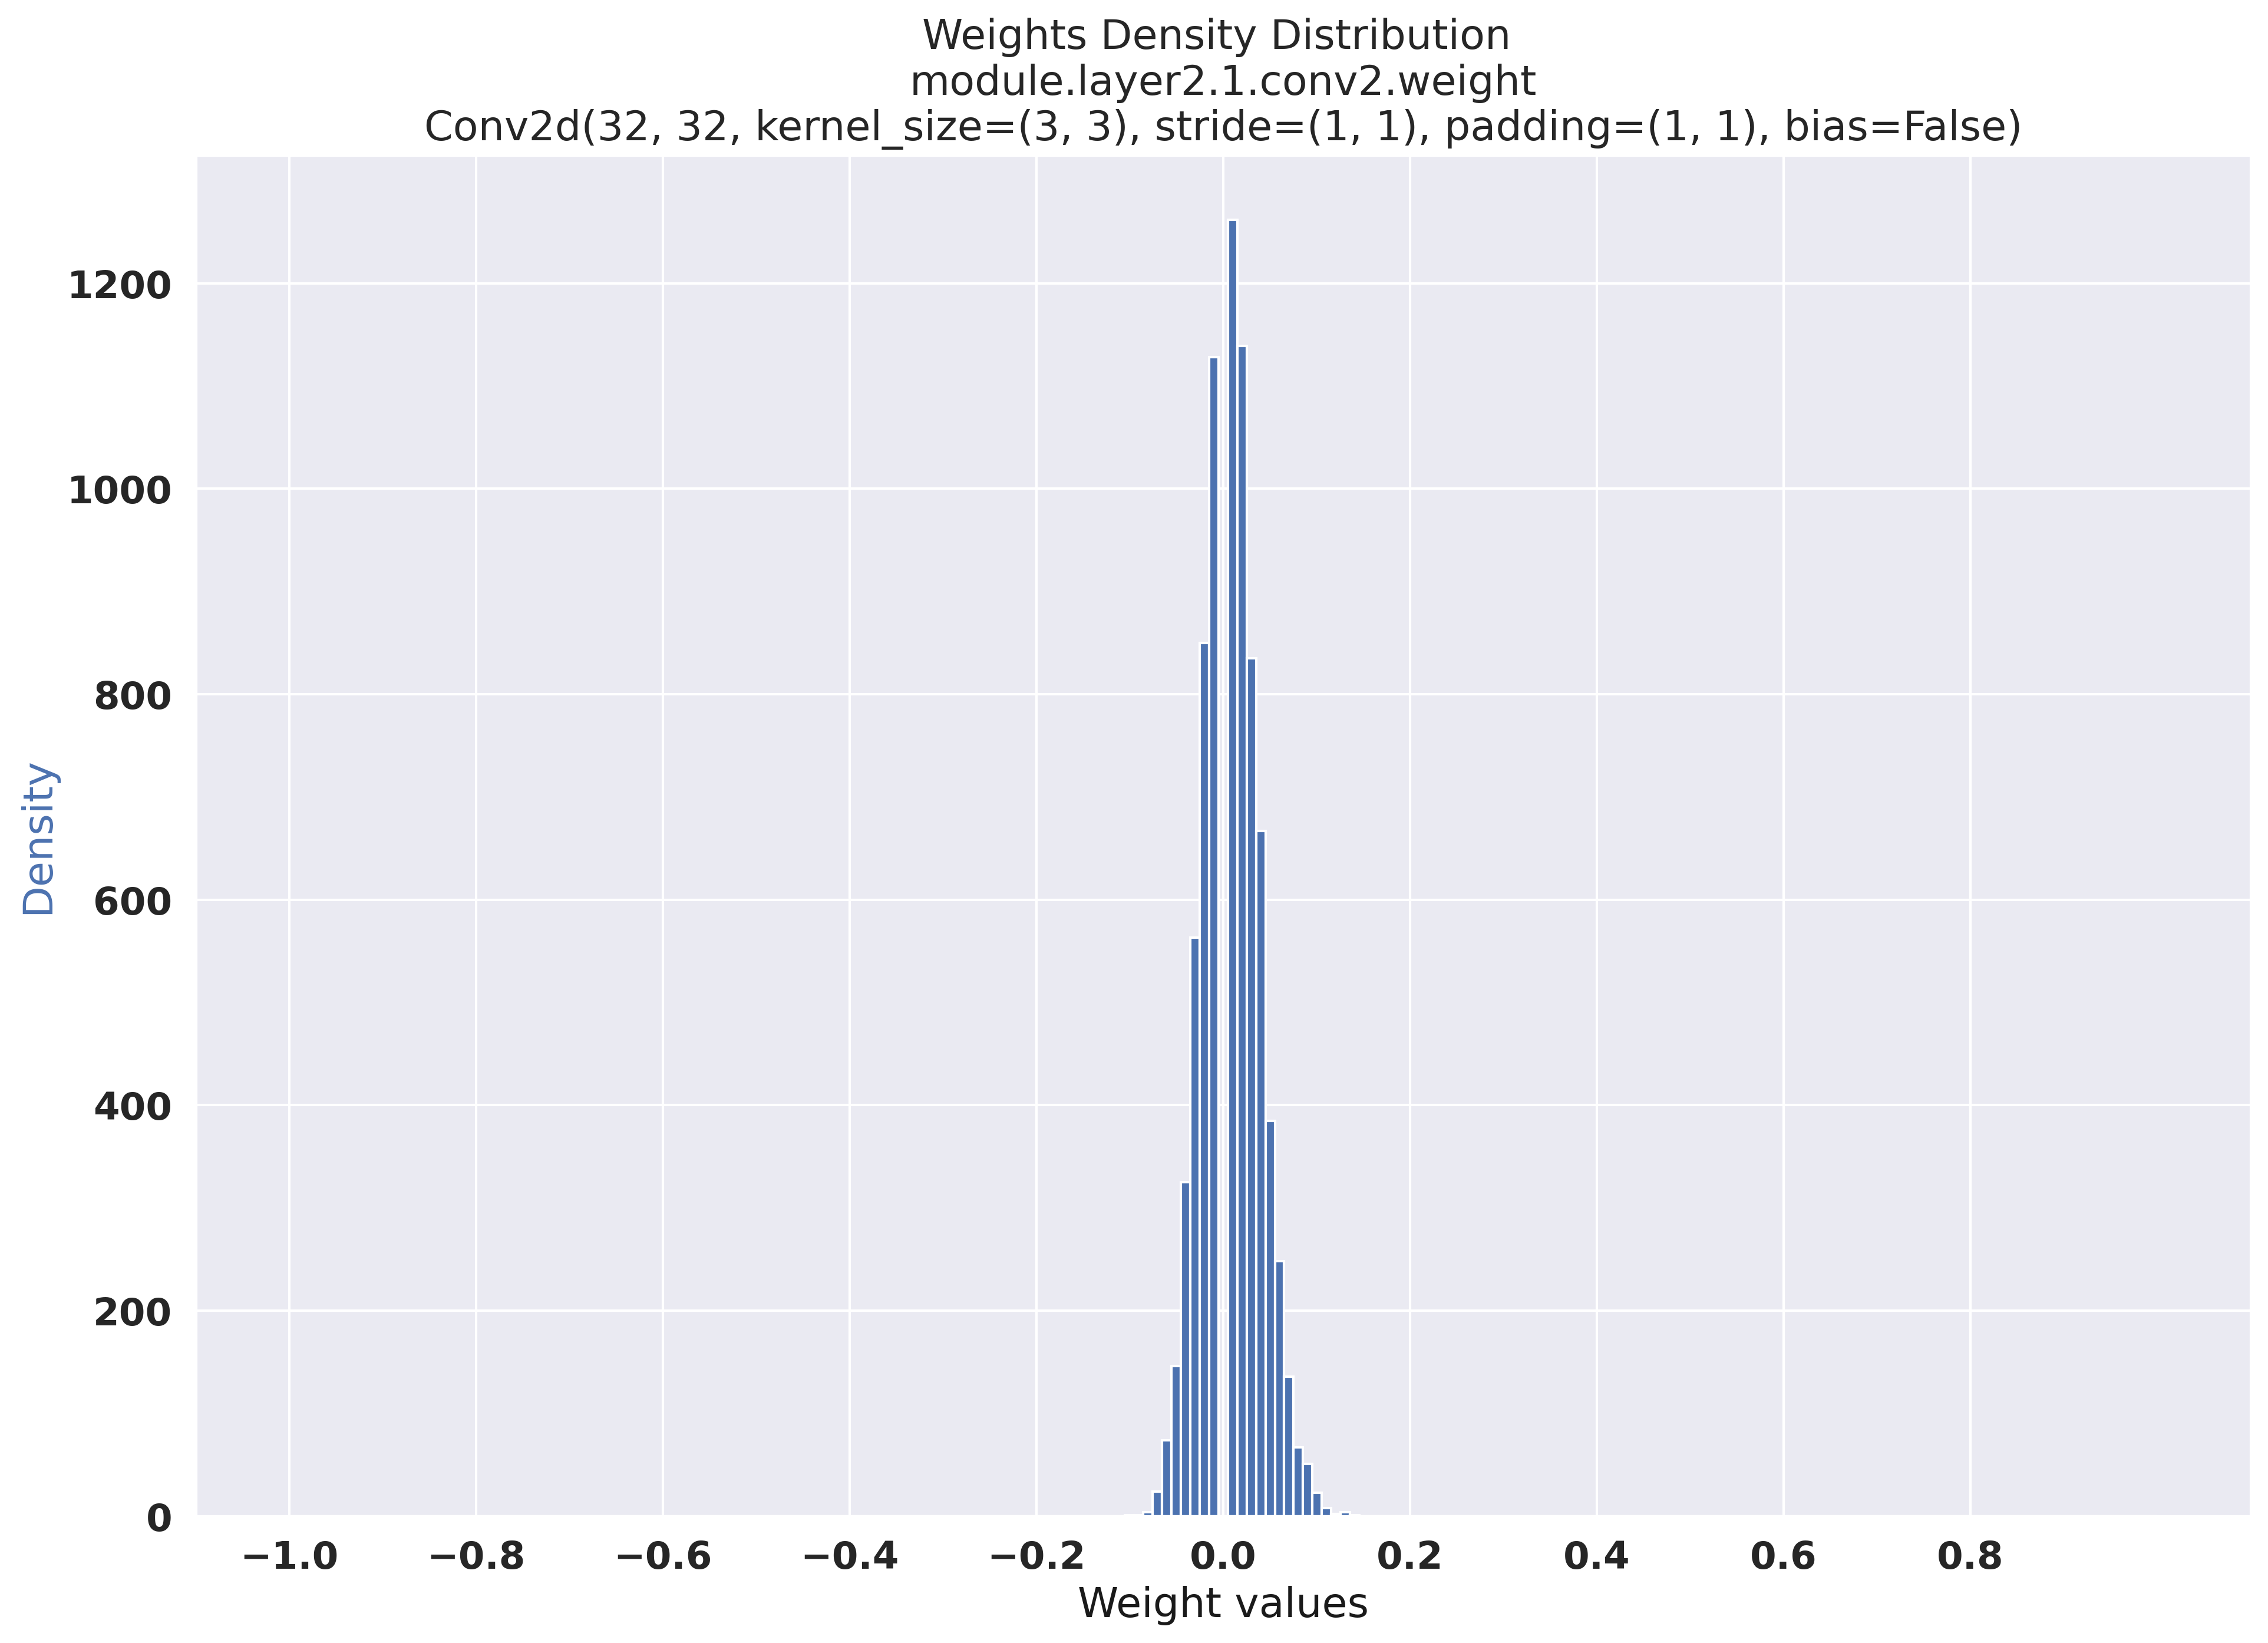 Weights Density Distribution
module.layer2.1.conv2.weight
Conv2d(32, 32, kernel_size=(3, 3), stride=(1, 1), padding=(1, 1), bias=False)
Density
1200
1000
800
600
400
200
0
−1.0 −0.8 −0.6 −0.4 −0.2 0.0 0.2 0.4 0.6 0.8
Weight values